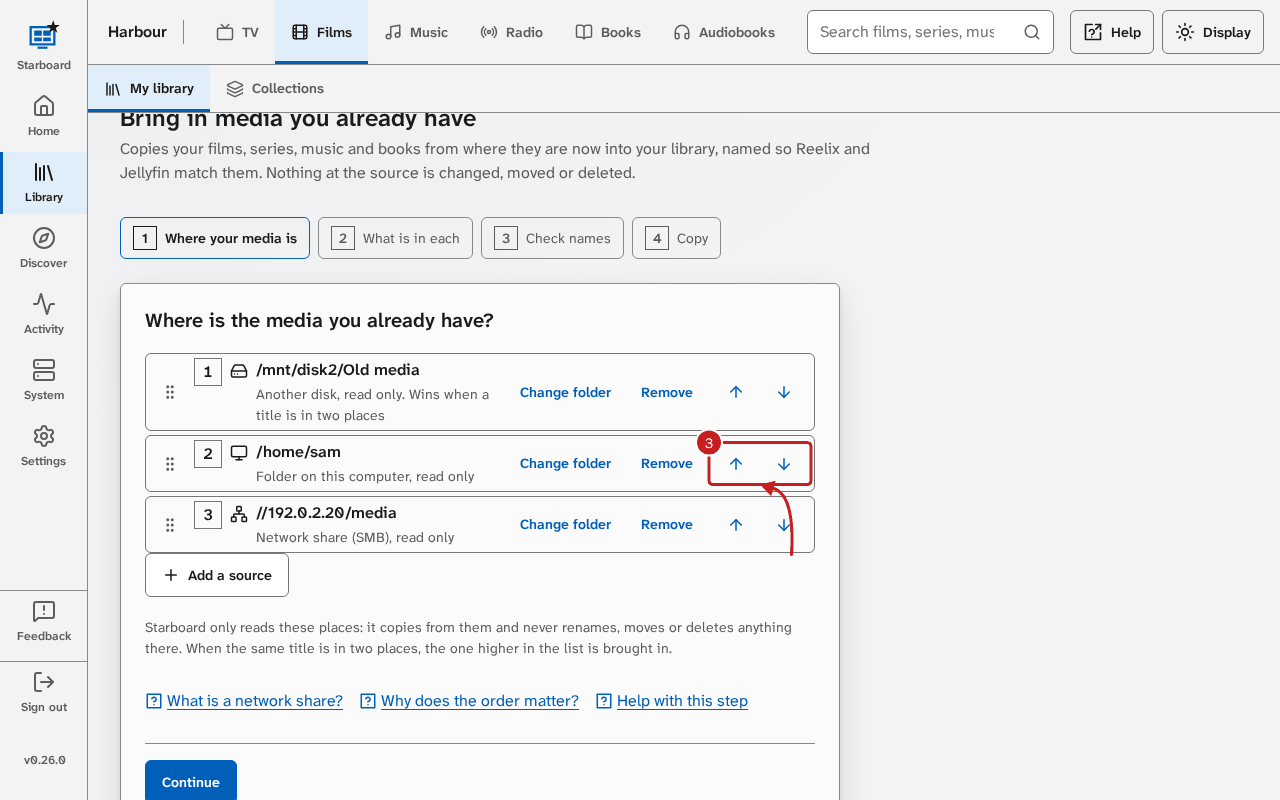 Starboard
Home
Library
Discover
Activity
System
Settings
Feedback
Sign out
v0.26.0
Harbour
TV
Films
Music
Radio
Books
Audiobooks
Search films, series, mus
Help
Display
My library
Collections
Bring in media you already have
Copies your films, series, music and books from where they are now into your library, named so Reelix and
Jellyfin match them. Nothing at the source is changed, moved or deleted.
1 Where your media is
2 What is in each
3 Check names
4 Copy
Where is the media you already have?
1 /mnt/disk2/Old media
Another disk, read only. Wins when a
title is in two places
Change folder
Remove
2 /home/sam
Folder on this computer, read only
Change folder
Remove
3
3 //192.0.2.20/media
Network share (SMB), read only
Change folder
Remove
Add a source
Starboard only reads these places: it copies from them and never renames, moves or deletes anything
there. When the same title is in two places, the one higher in the list is brought in.
What is a network share?
Why does the order matter?
Help with this step
Continue